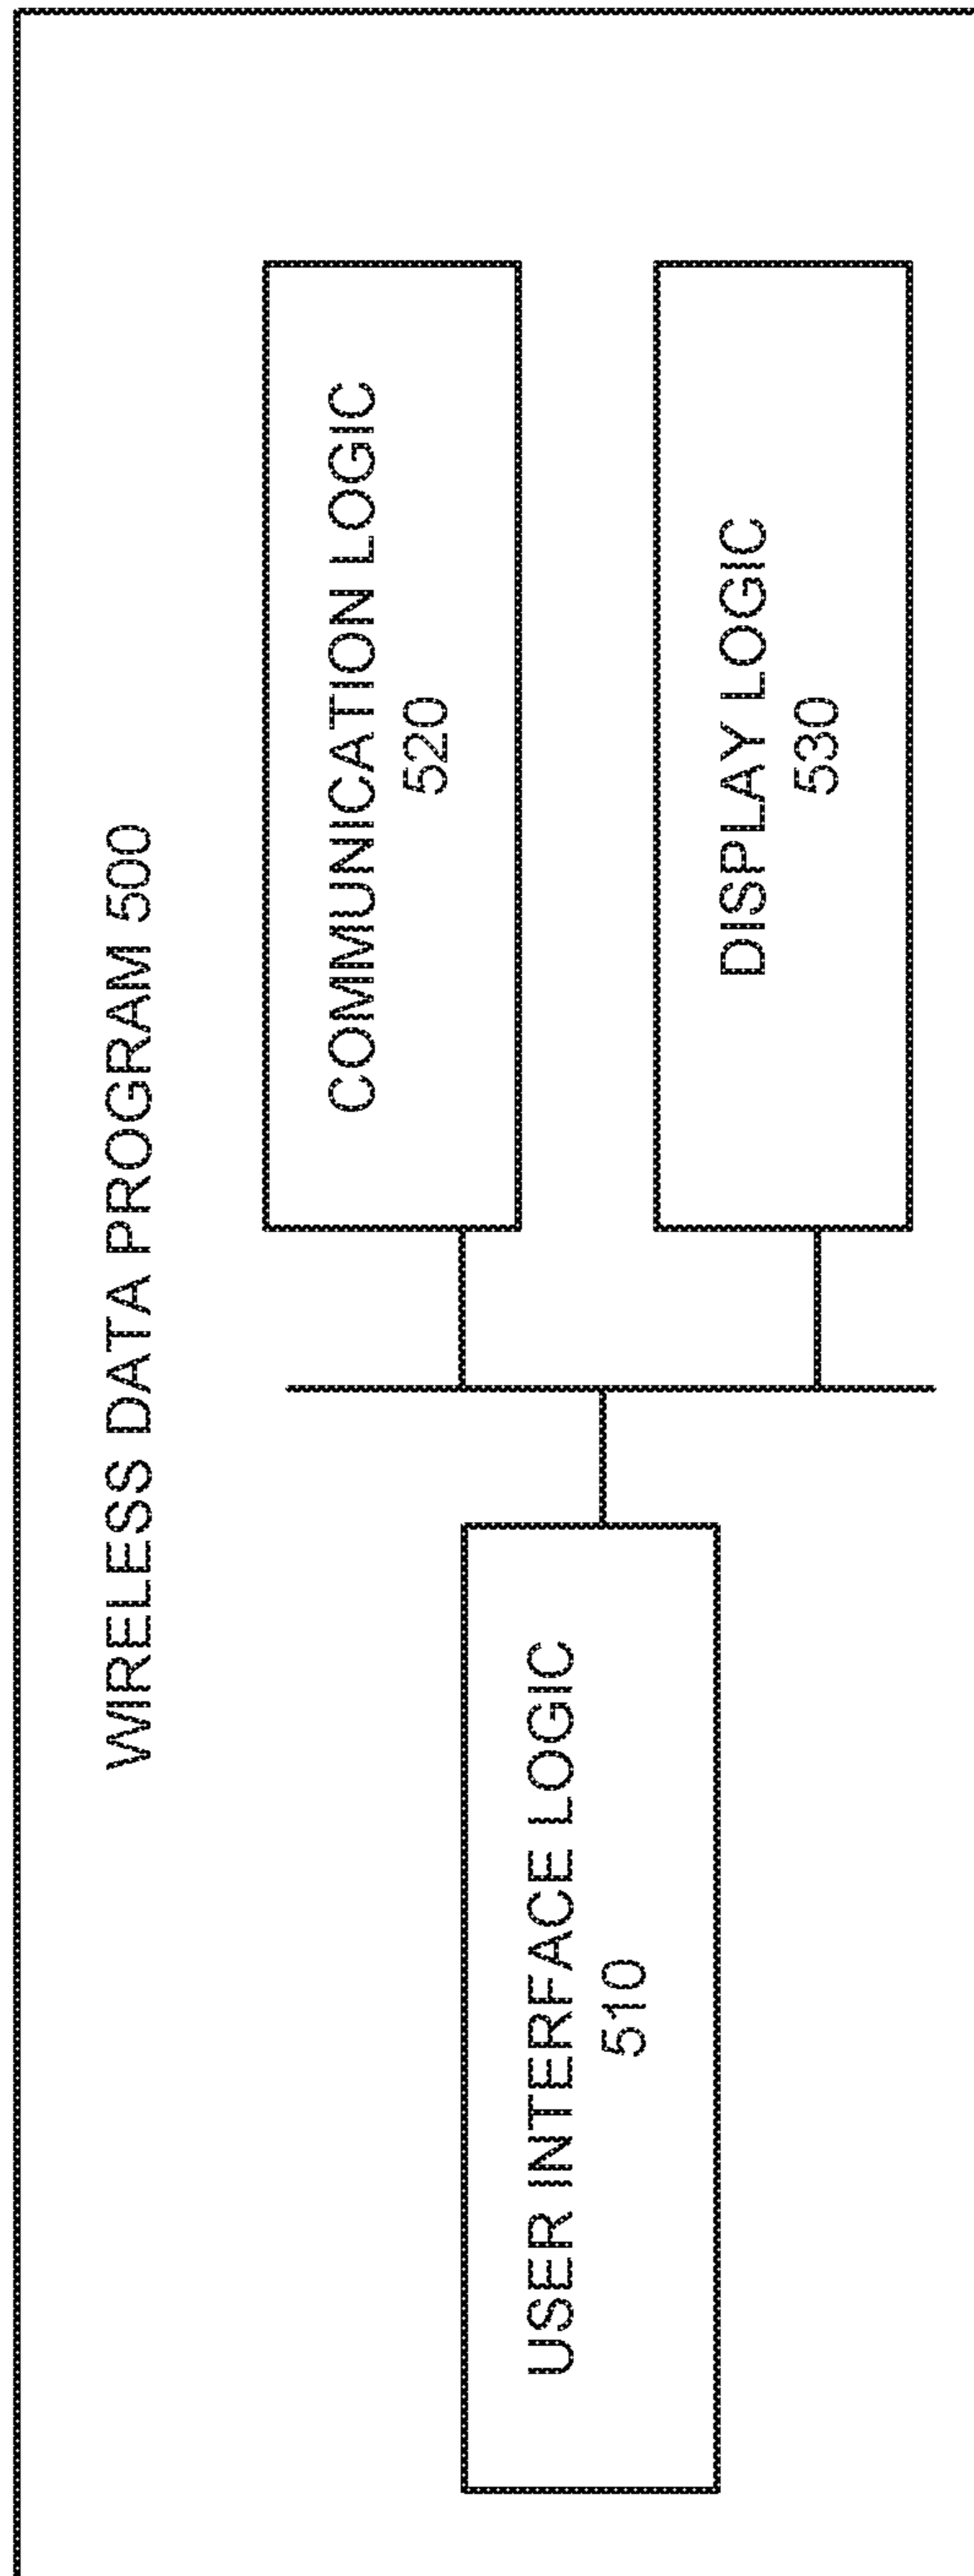 WIRELESS DATA PROGRAM 500
USER INTERFACE LOGIC
510
COMMUNICATION LOGIC
520
DISPLAY LOGIC
530